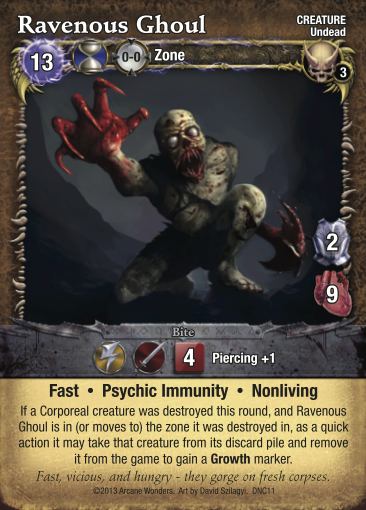 Ravenous Ghoul
CREATURE
Undead
13
0-0
Zone
3
2
9
Bite
4
Piercing +1
Fast • Psychic Immunity • Nonliving
If a Corporeal creature was destroyed this round, and Ravenous
Ghoul is in (or moves to) the zone it was destroyed in, as a quick
action it may take that creature from its discard pile and remove
it from the game to gain a Growth marker.
Fast, vicious, and hungry - they gorge on fresh corpses.
©2013 Arcane Wonders. Art by David Szilagyi. DNC11